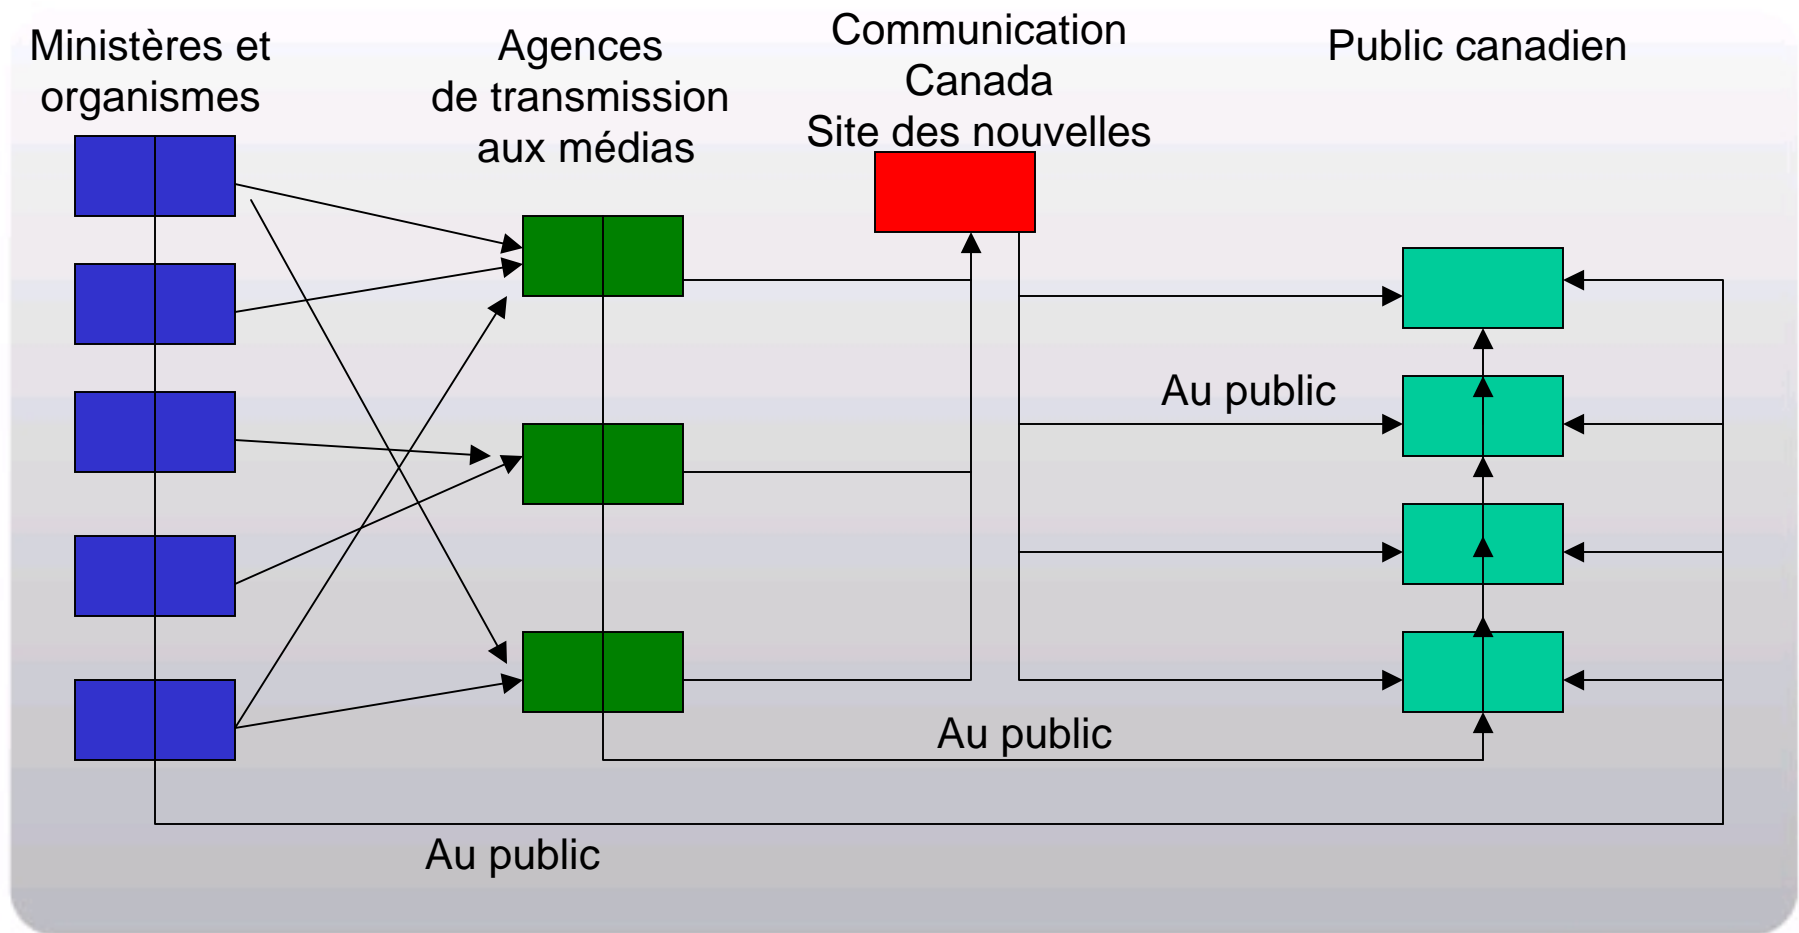 Ministères et
organismes
Agences
de transmission
aux médias
Communication
Canada
Site des nouvelles
Public canadien
Au public
Au public
Au public